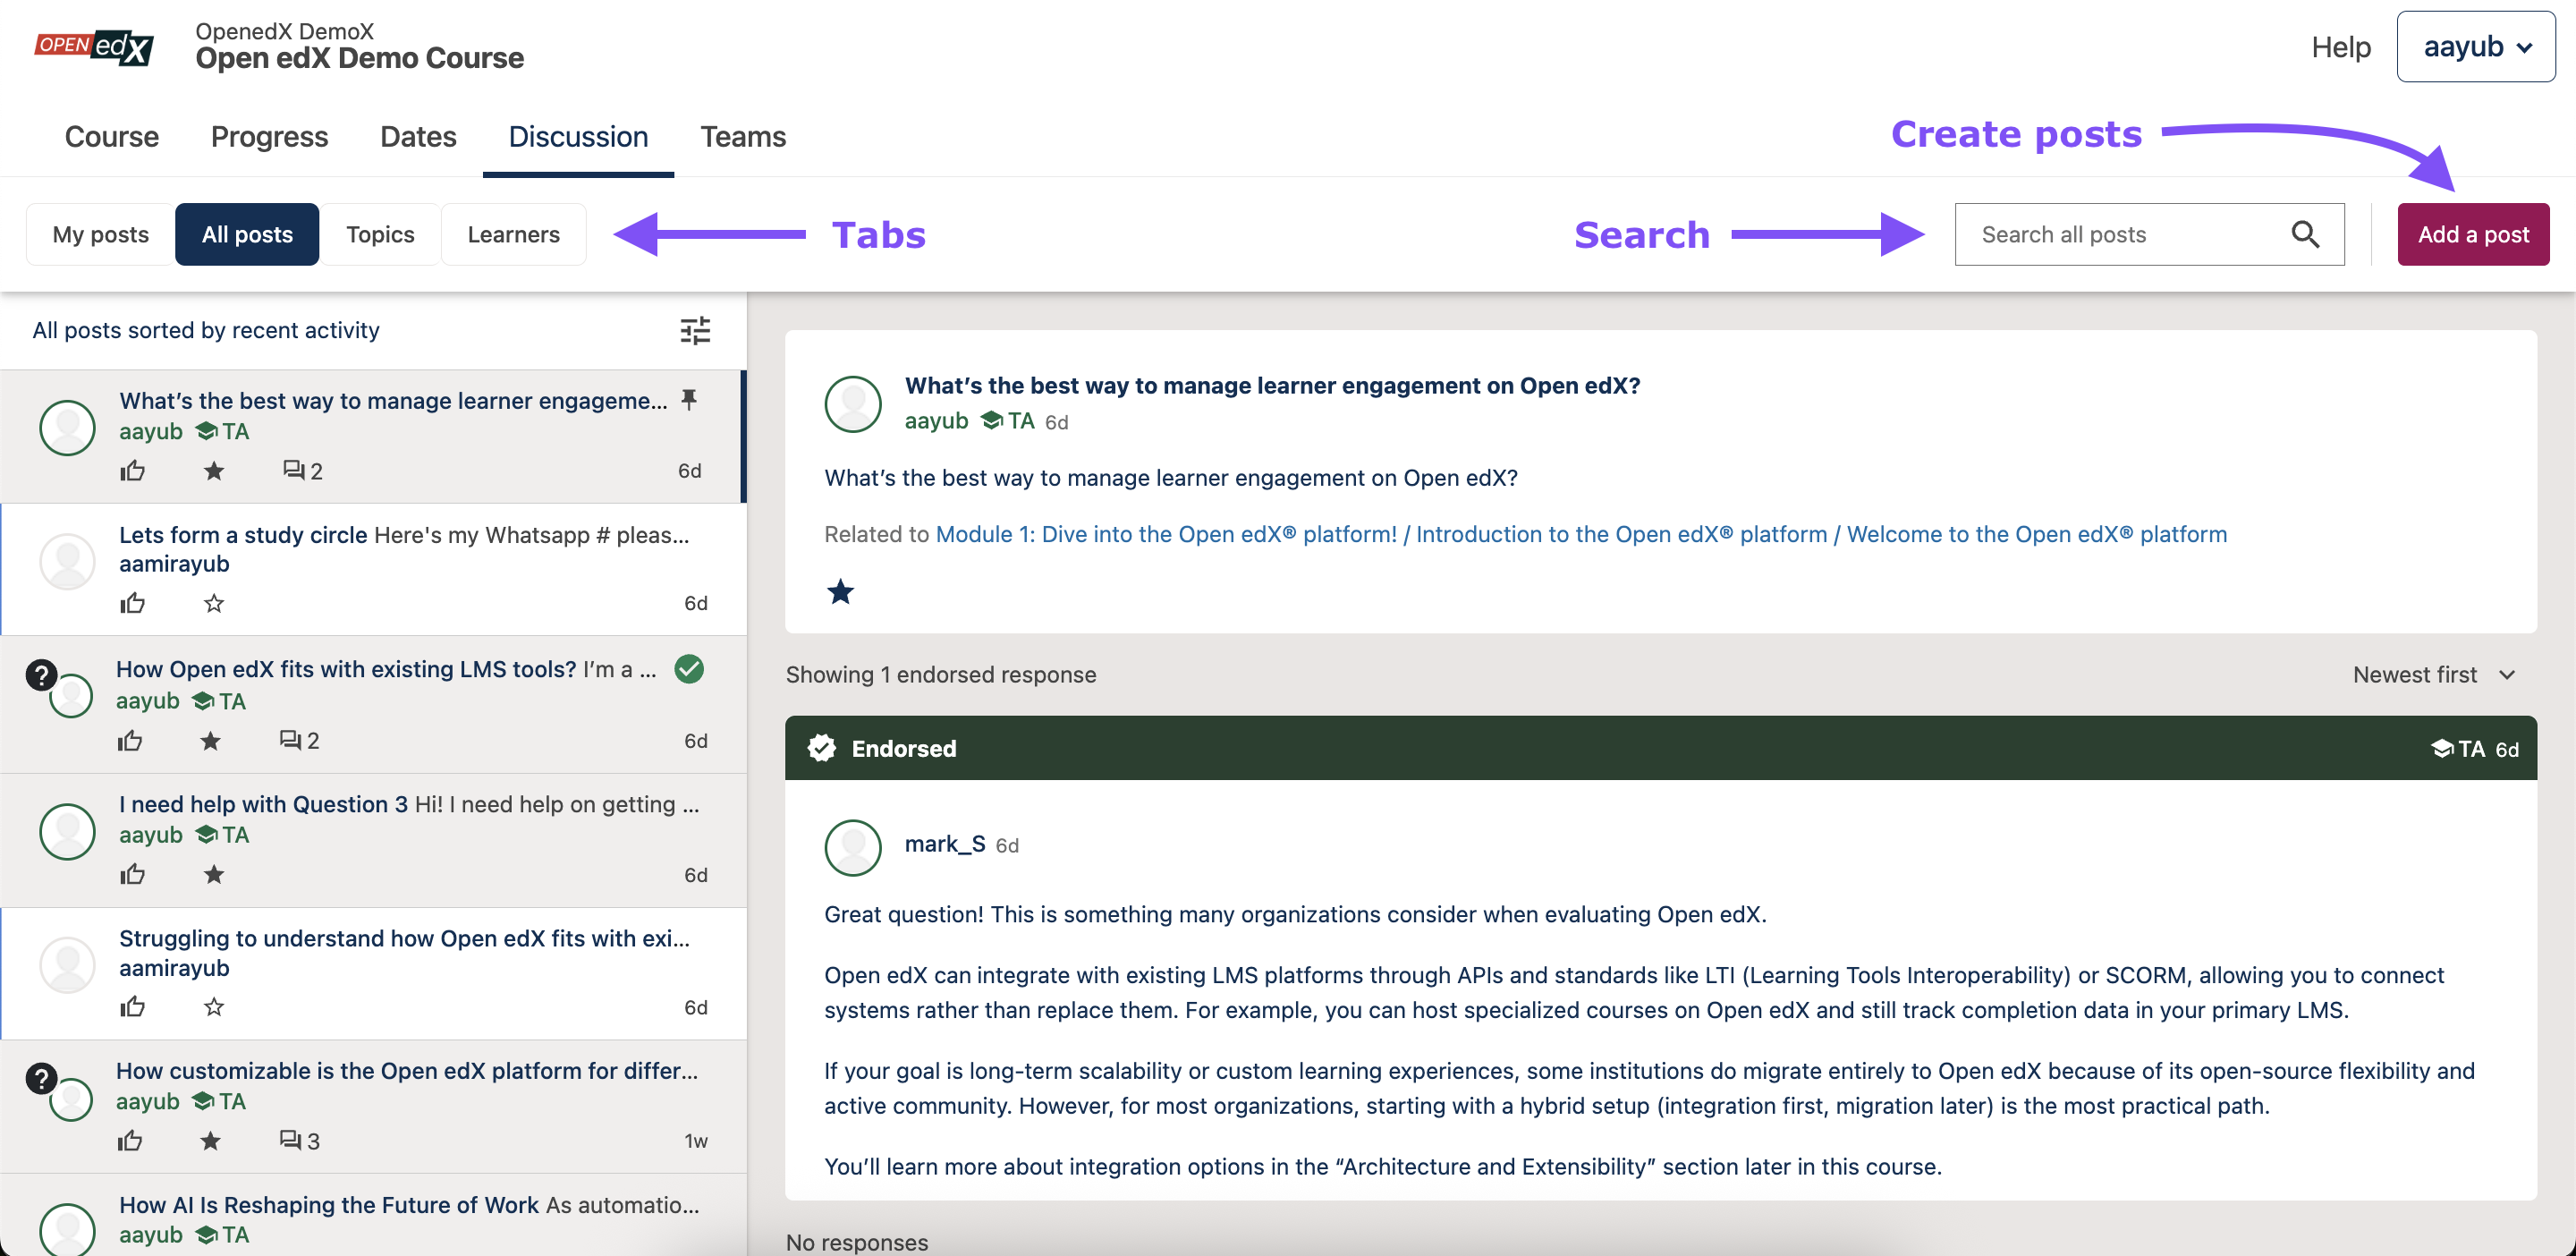 OPEN edX
OpenedX DemoX
Open edX Demo Course
Help
aayub
Course
Progress
Dates
Discussion
Teams
Create posts
My posts
All posts
Topics
Learners
Tabs
Search
Search all posts
Add a post
All posts sorted by recent activity
What’s the best way to manage learner engageme...
aayub TA
2
6d
Lets form a study circle Here's my Whatsapp # pleas...
aamirayub
6d
? How Open edX fits with existing LMS tools? I’m a ...
aayub TA
2
6d
I need help with Question 3 Hi! I need help on getting ...
aayub TA
6d
Struggling to understand how Open edX fits with exi...
aamirayub
6d
? How customizable is the Open edX platform for differ...
aayub TA
3
1w
How AI Is Reshaping the Future of Work As automatio...
aayub TA
What’s the best way to manage learner engagement on Open edX?
aayub TA 6d
What’s the best way to manage learner engagement on Open edX?
Related to Module 1: Dive into the Open edX® platform! / Introduction to the Open edX® platform / Welcome to the Open edX® platform
Showing 1 endorsed response
Newest first
Endorsed
TA 6d
mark_S 6d
Great question! This is something many organizations consider when evaluating Open edX.
Open edX can integrate with existing LMS platforms through APIs and standards like LTI (Learning Tools Interoperability) or SCORM, allowing you to connect
systems rather than replace them. For example, you can host specialized courses on Open edX and still track completion data in your primary LMS.
If your goal is long-term scalability or custom learning experiences, some institutions do migrate entirely to Open edX because of its open-source flexibility and
active community. However, for most organizations, starting with a hybrid setup (integration first, migration later) is the most practical path.
You’ll learn more about integration options in the “Architecture and Extensibility” section later in this course.
No responses